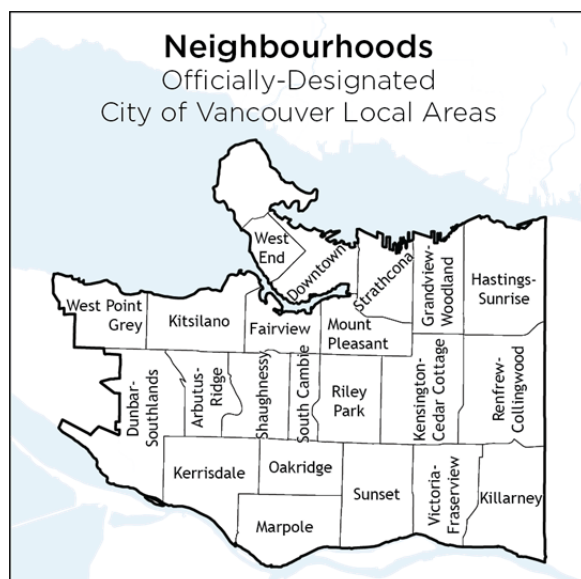 Neighbourhoods
Officially-Designated
City of Vancouver Local Areas
West
End
Downtown
Strathcona
Grandview-
Woodland
Hastings-
Sunrise
West Point
Grey
Kitsilano
Fairview
Mount
Pleasant
Dunbar-
Southlands
Arbutus-
Ridge
Shaughnessy
South Cambie
Riley
Park
Kensington-
Cedar Cottage
Renfrew-
Collingwood
Kerrisdale
Oakridge
Marpole
Sunset
Victoria-
Fraserview
Killarney